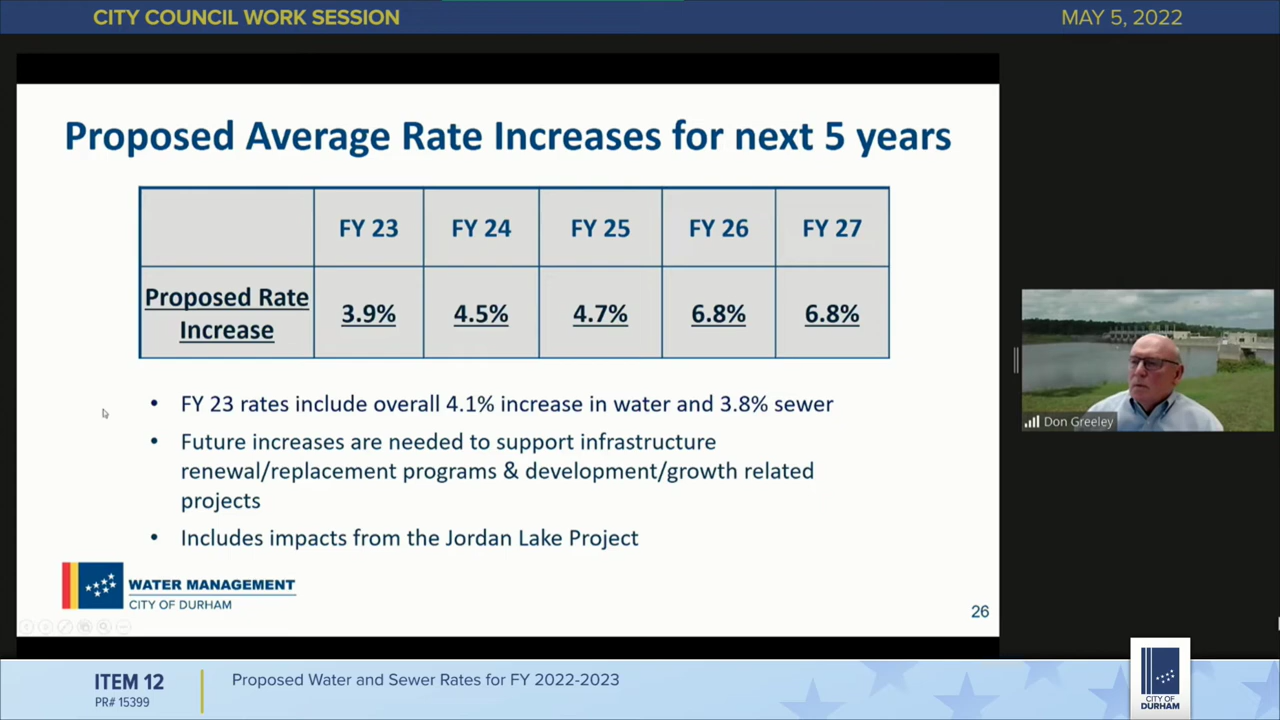 CITY COUNCIL WORK SESSION
MAY 5, 2022
Proposed Average Rate Increases for next 5 years
FY 23 FY 24 FY 25 FY 26 FY 27
Proposed Rate
Increase
3.9% 4.5% 4.7% 6.8% 6.8%
• FY 23 rates include overall 4.1% increase in water and 3.8% sewer
• Future increases are needed to support infrastructure
renewal/replacement programs & development/growth related
projects
• Includes impacts from the Jordan Lake Project
WATER MANAGEMENT
CITY OF DURHAM
26
Don Greeley
ITEM 12
PR# 15399
Proposed Water and Sewer Rates for FY 2022-2023
CITY OF
DURHAM